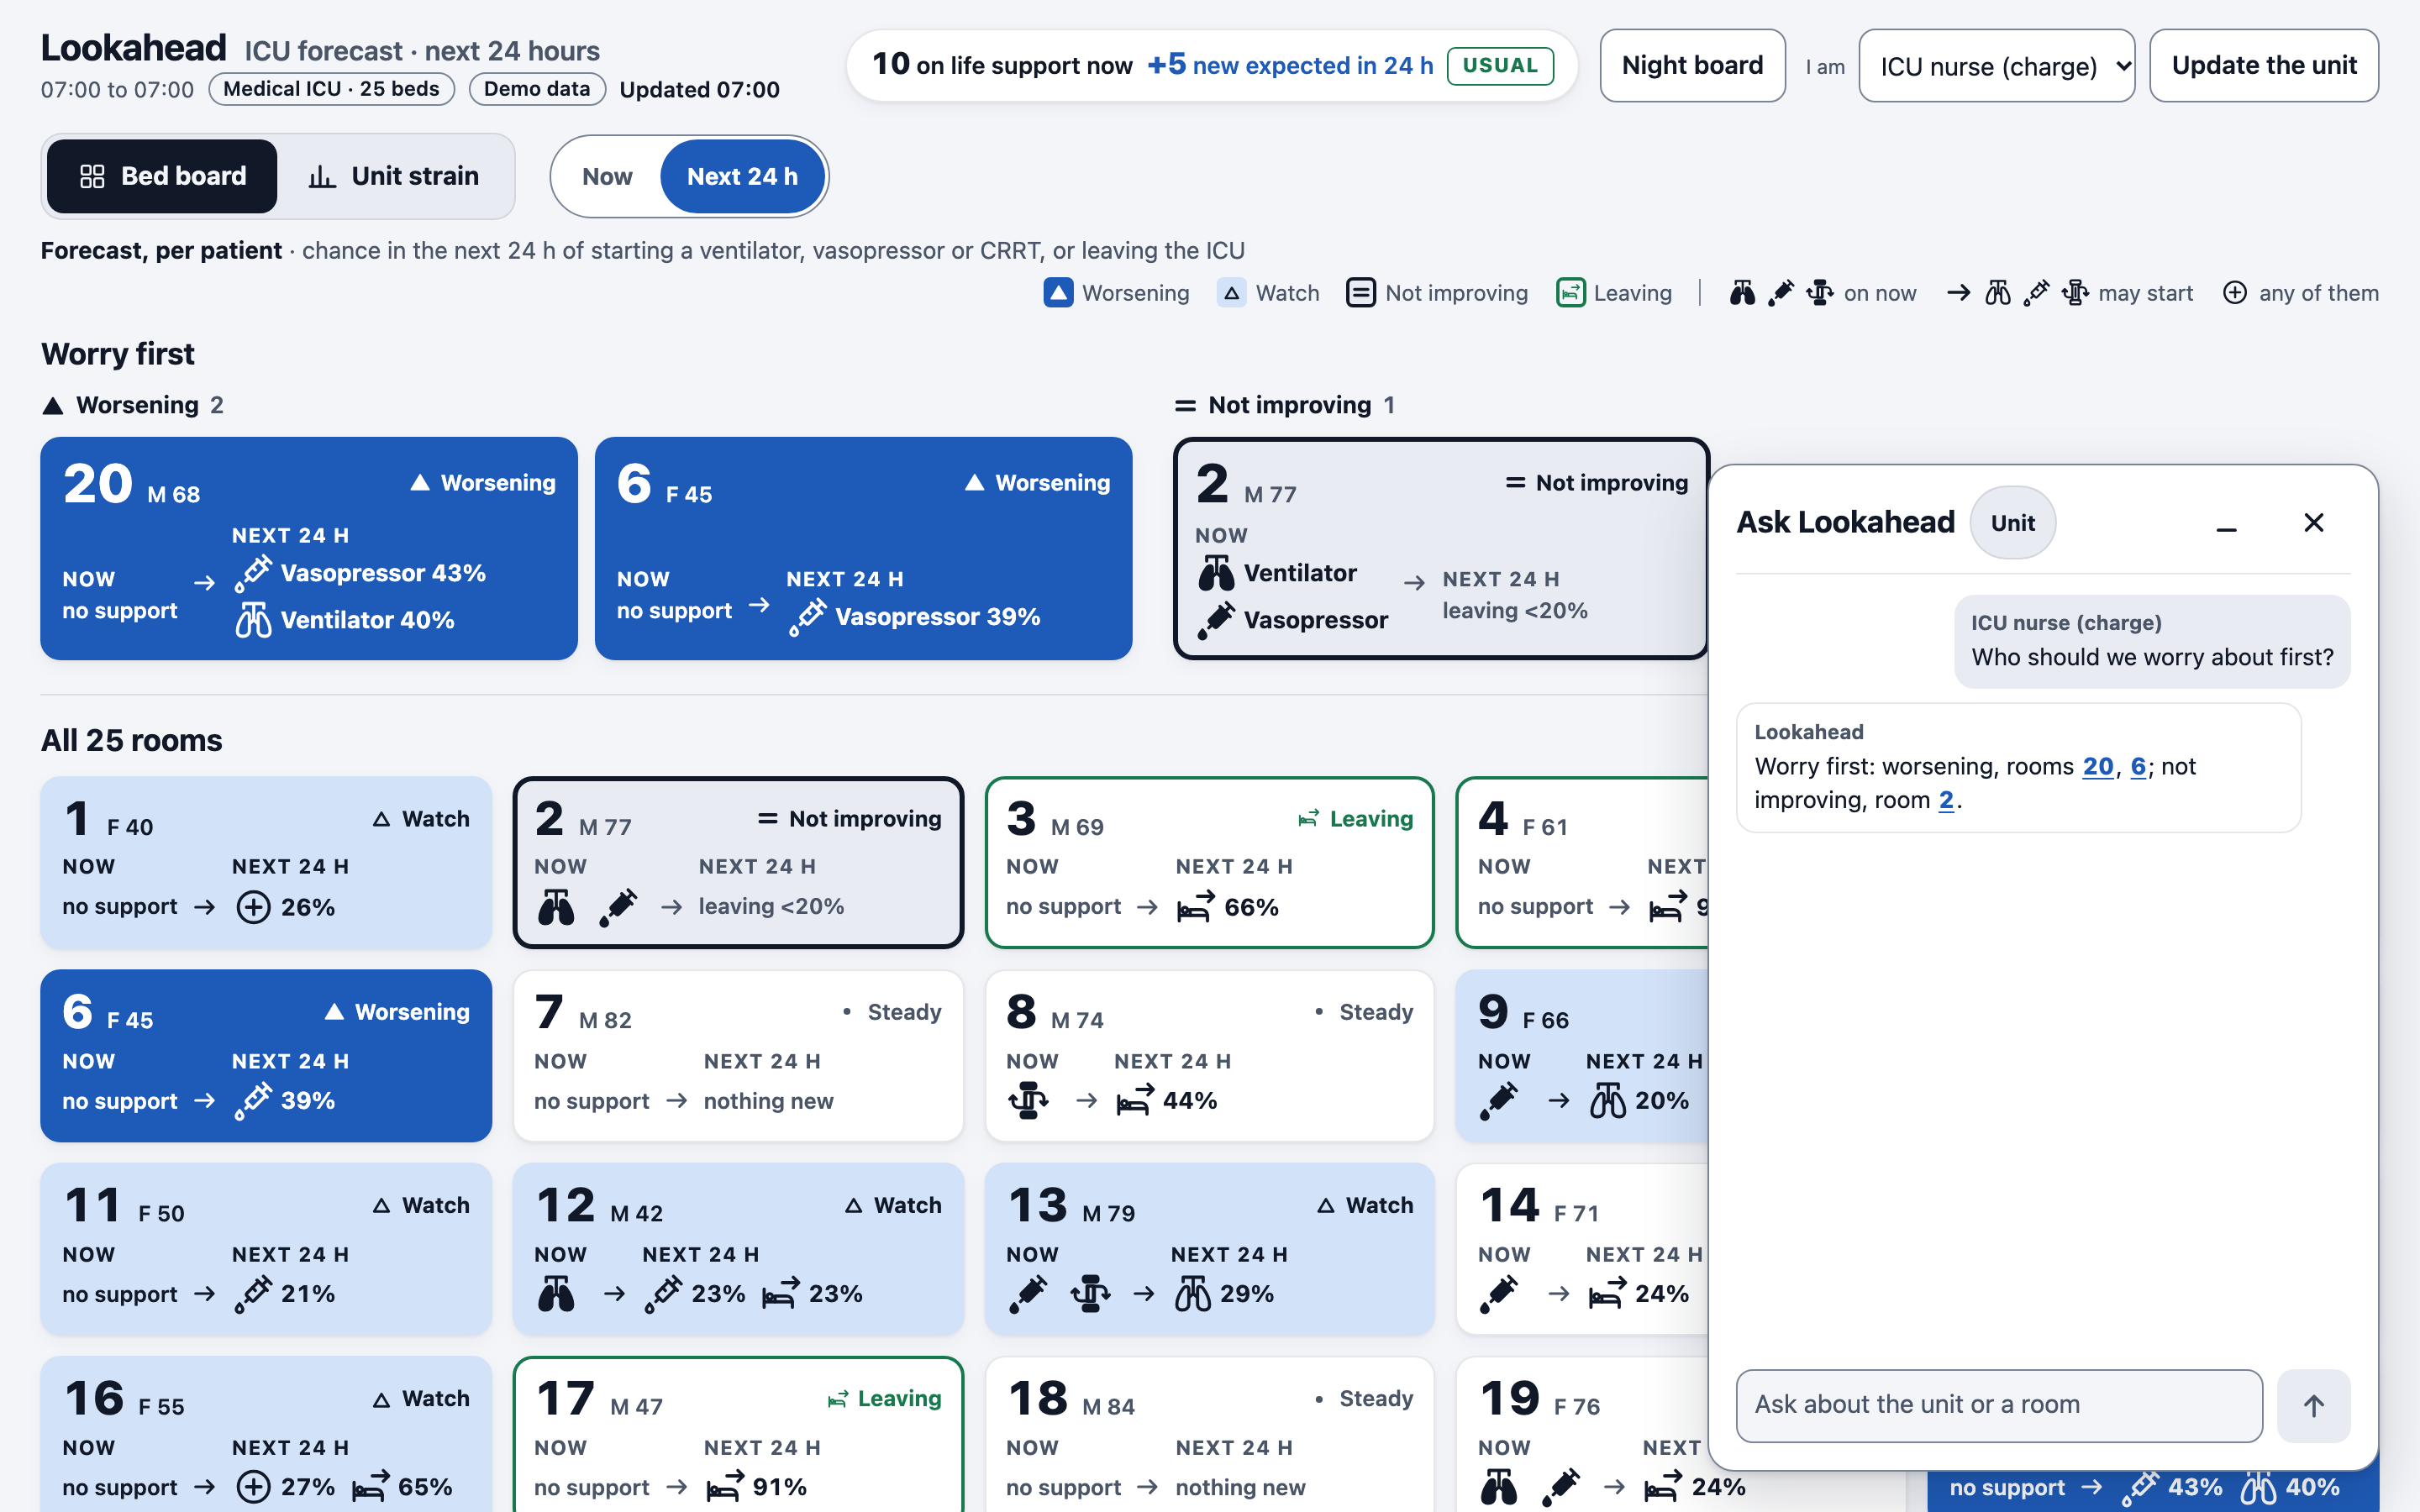 Lookahead ICU forecast · next 24 hours
07:00 to 07:00 Medical ICU · 25 beds Demo data Updated 07:00
10 on life support now +5 new expected in 24 h USUAL
Night board
I am ICU nurse (charge)
Update the unit
Bed board Unit strain
Now Next 24 h
Forecast, per patient · chance in the next 24 h of starting a ventilator, vasopressor or CRRT, or leaving the ICU
Worsening Watch Not improving Leaving on now may start any of them
Worry first
Worsening 2
20 M 68 Worsening
NOW
no support
NEXT 24 H
Vasopressor 43%
Ventilator 40%
6 F 45 Worsening
NOW
no support
NEXT 24 H
Vasopressor 39%
Not improving 1
2 M 77 Not improving
NOW
Ventilator
Vasopressor
NEXT 24 H
leaving <20%
All 25 rooms
1 F 40 Watch
NOW NEXT 24 H
no support → 26%
2 M 77 Not improving
NOW NEXT 24 H
→ leaving <20%
3 M 69 Leaving
NOW NEXT 24 H
no support → 66%
4 F 61
NOW NEXT
no support → 9
6 F 45 Worsening
NOW NEXT 24 H
no support → 39%
7 M 82 • Steady
NOW NEXT 24 H
no support → nothing new
8 M 74 • Steady
NOW NEXT 24 H
→ 44%
9 F 66
NOW NEXT 24 H
→ 20%
11 F 50 Watch
NOW NEXT 24 H
no support → 21%
12 M 42 Watch
NOW NEXT 24 H
→ 23% 23%
13 M 79 Watch
NOW NEXT 24 H
→ 29%
14 F 71
NOW NEXT 24 H
→ 24%
16 F 55 Watch
NOW NEXT 24 H
no support → 27% 65%
17 M 47 Leaving
NOW NEXT 24 H
no support → 91%
18 M 84 • Steady
NOW NEXT 24 H
no support → nothing new
19 F 76
NOW NEXT
→ 24%
no support → 43% 40%
Ask Lookahead Unit
ICU nurse (charge)
Who should we worry about first?
Lookahead
Worry first: worsening, rooms 20, 6; not
improving, room 2.
Ask about the unit or a room